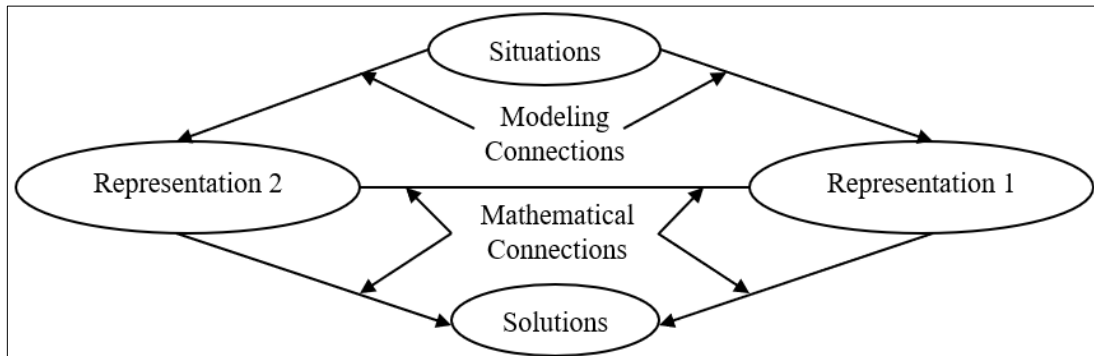 Situations
Modeling
Connections
Representation 2
Representation 1
Mathematical
Connections
Solutions